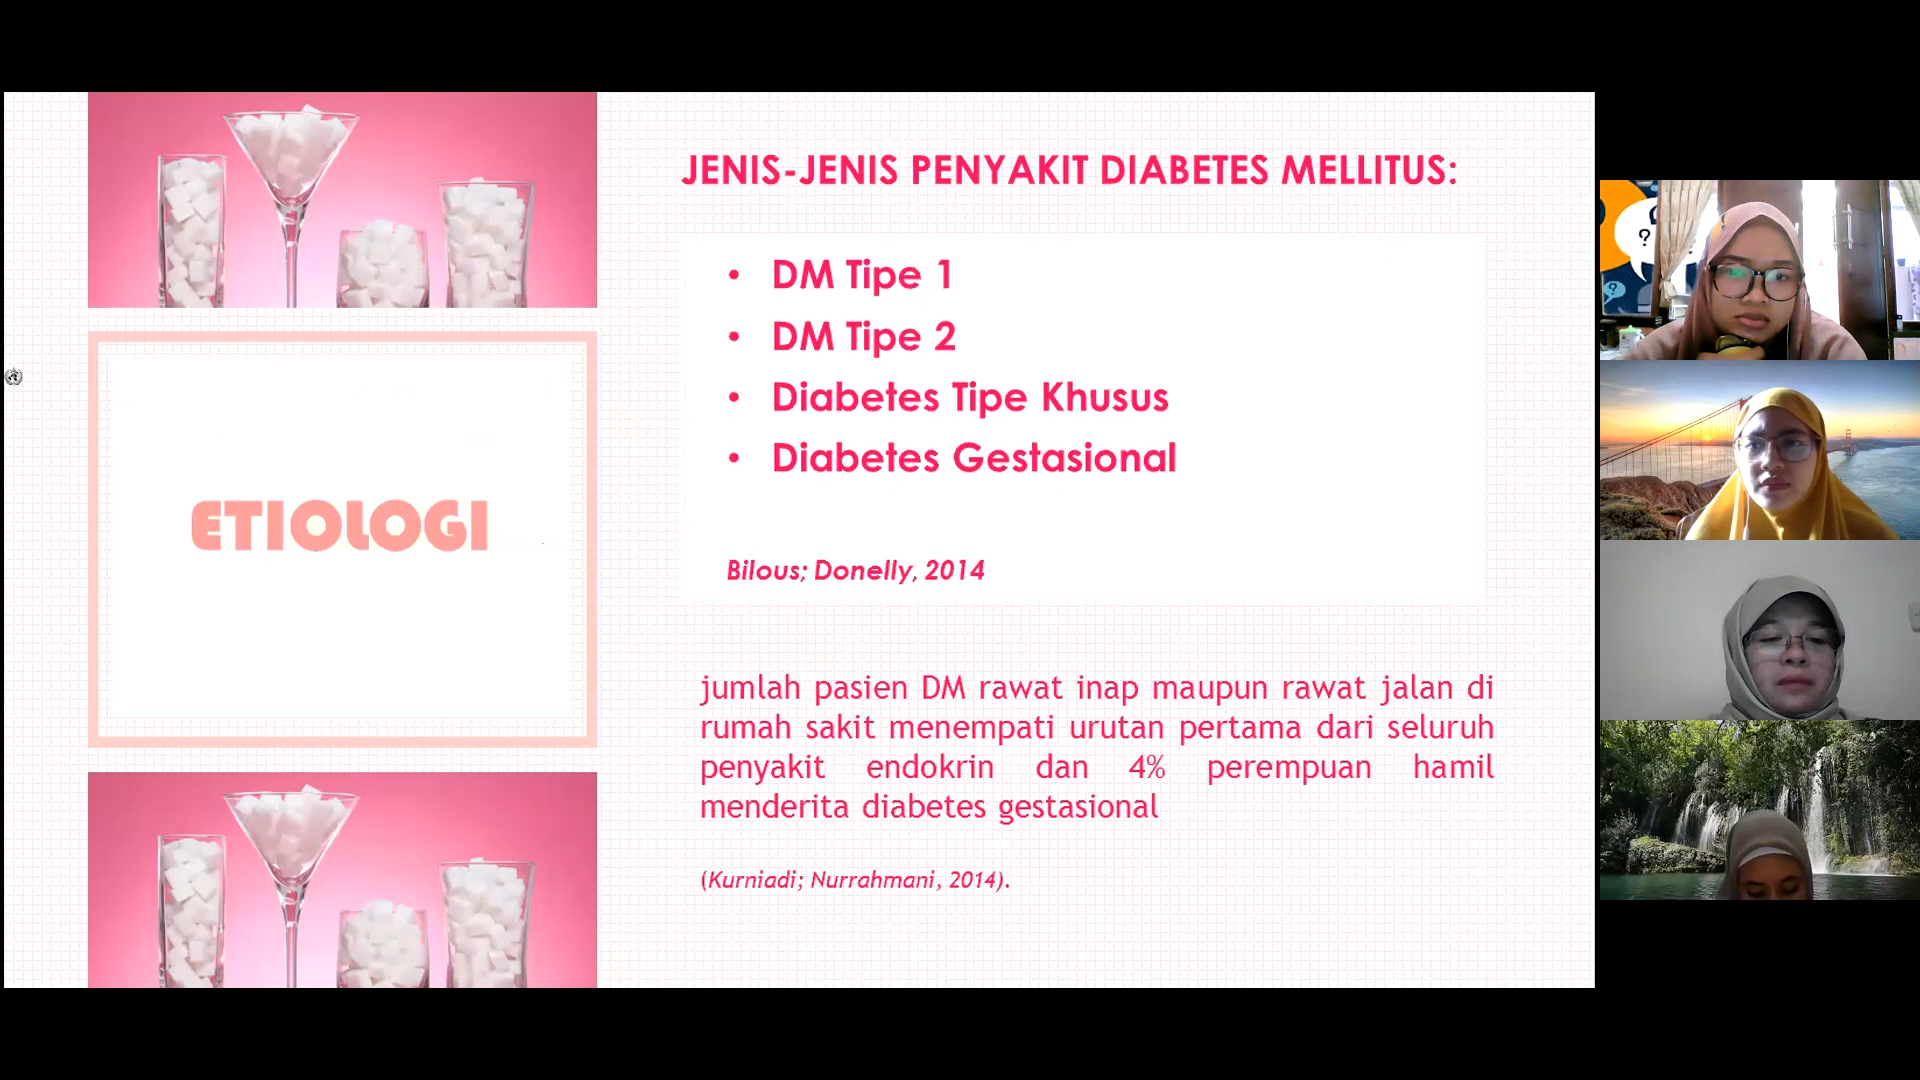 ETIOLOGI
JENIS-JENIS PENYAKIT DIABETES MELLITUS:
• DM Tipe 1
• DM Tipe 2
• Diabetes Tipe Khusus
• Diabetes Gestasional
Bilous; Donelly, 2014
jumlah pasien DM rawat inap maupun rawat jalan di
rumah sakit menempati urutan pertama dari seluruh
penyakit endokrin dan 4% perempuan hamil
menderita diabetes gestasional
(Kurniadi; Nurrahmani, 2014).